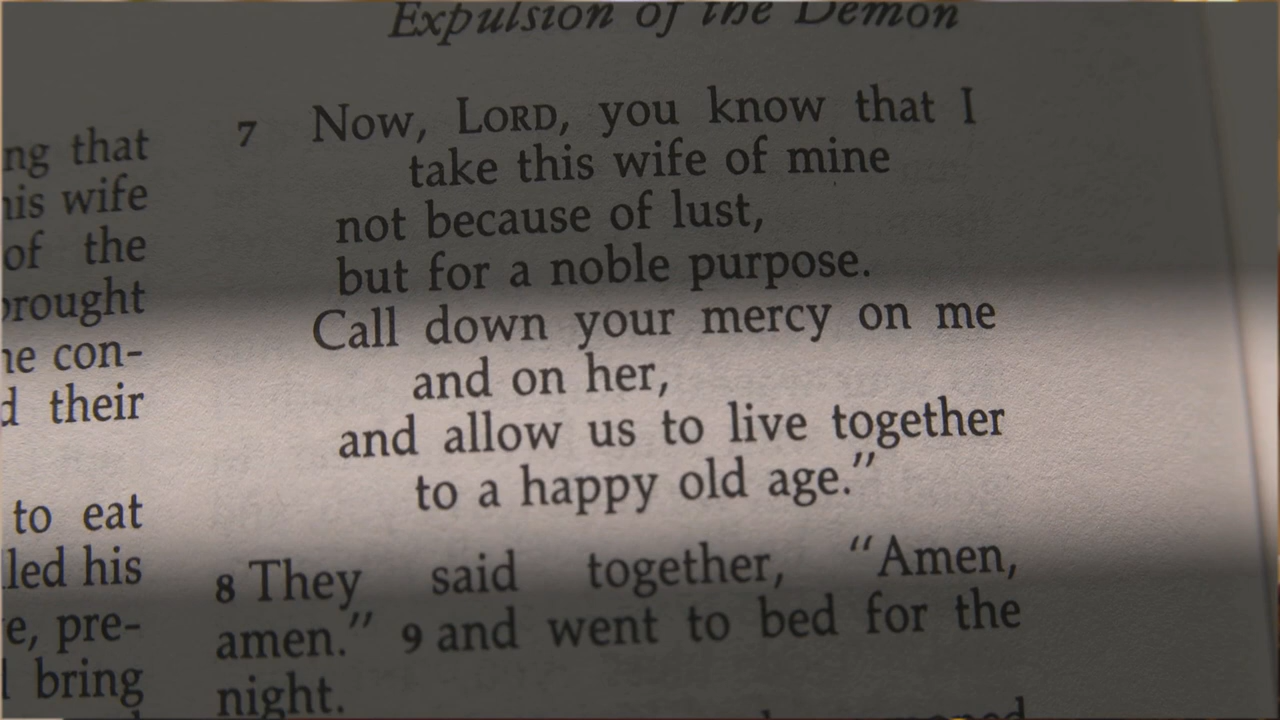 Expulsion of the Demon
ng that
his wife
of the
brought
he con-
d their
to eat
led his
e, pre-
bring
7 Now, LORD, you know that I
take this wife of mine
not because of lust,
but for a noble purpose.
Call down your mercy on me
and on her,
and allow us to live together
to a happy old age.”
8 They said together, “Amen,
amen.” 9 and went to bed for the
night.